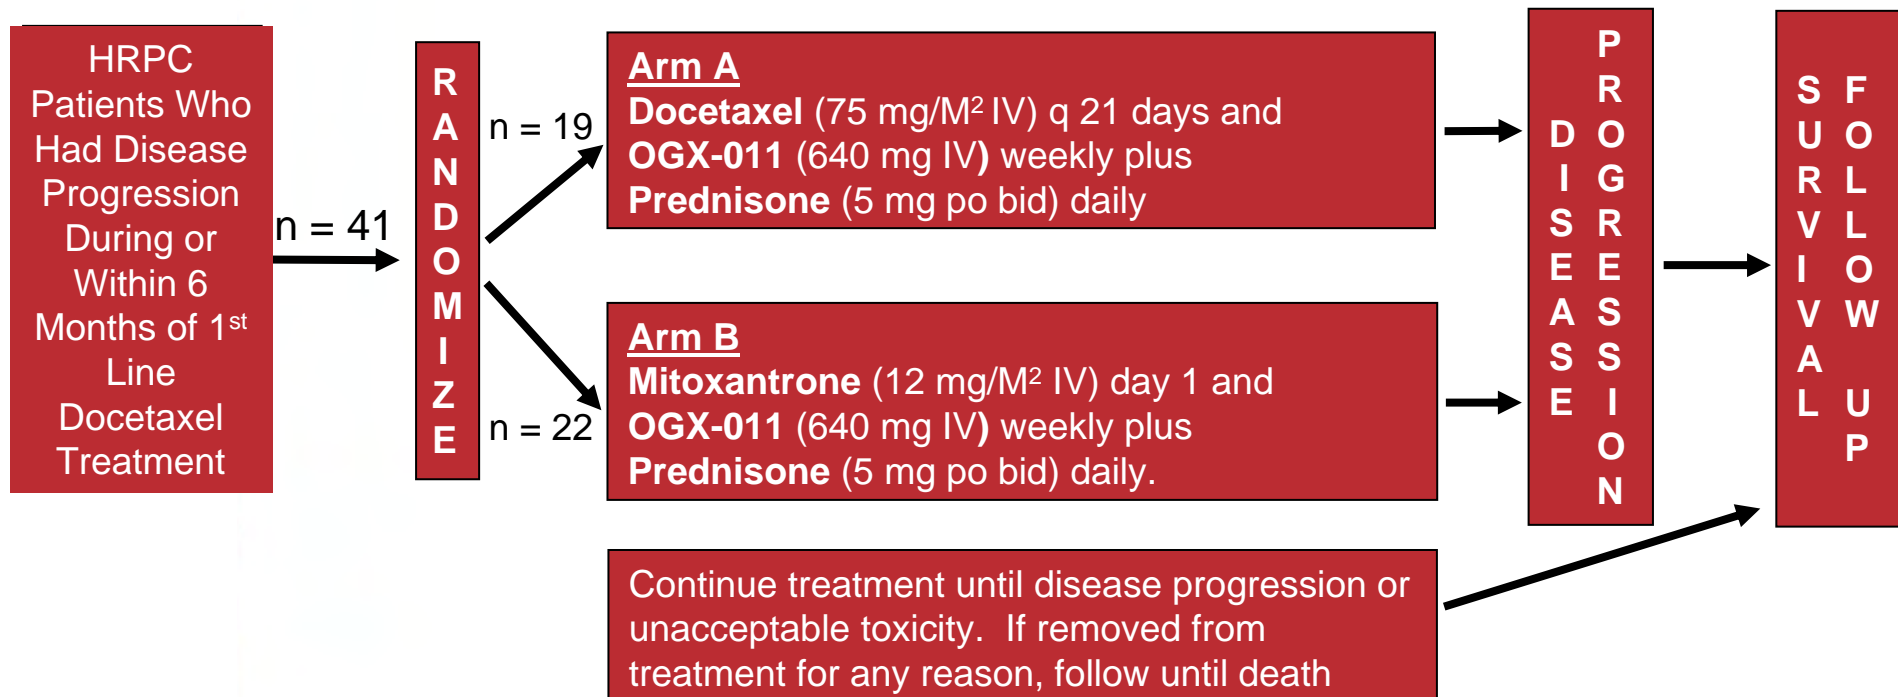 HRPC
Patients Who
Had Disease
Progression
During or
Within 6
Months of 1st
Line
Docetaxel
Treatment
n = 41
RANDOMIZE
n = 19
n = 22
Arm A
Docetaxel (75 mg/M² IV) q 21 days and
OGX-011 (640 mg IV) weekly plus
Prednisone (5 mg po bid) daily
Arm B
Mitoxantrone (12 mg/M² IV) day 1 and
OGX-011 (640 mg IV) weekly plus
Prednisone (5 mg po bid) daily.
Continue treatment until disease progression or
unacceptable toxicity. If removed from
treatment for any reason, follow until death
DISEASE
PROGRESSION
SURVIVAL
FOLLOW UP